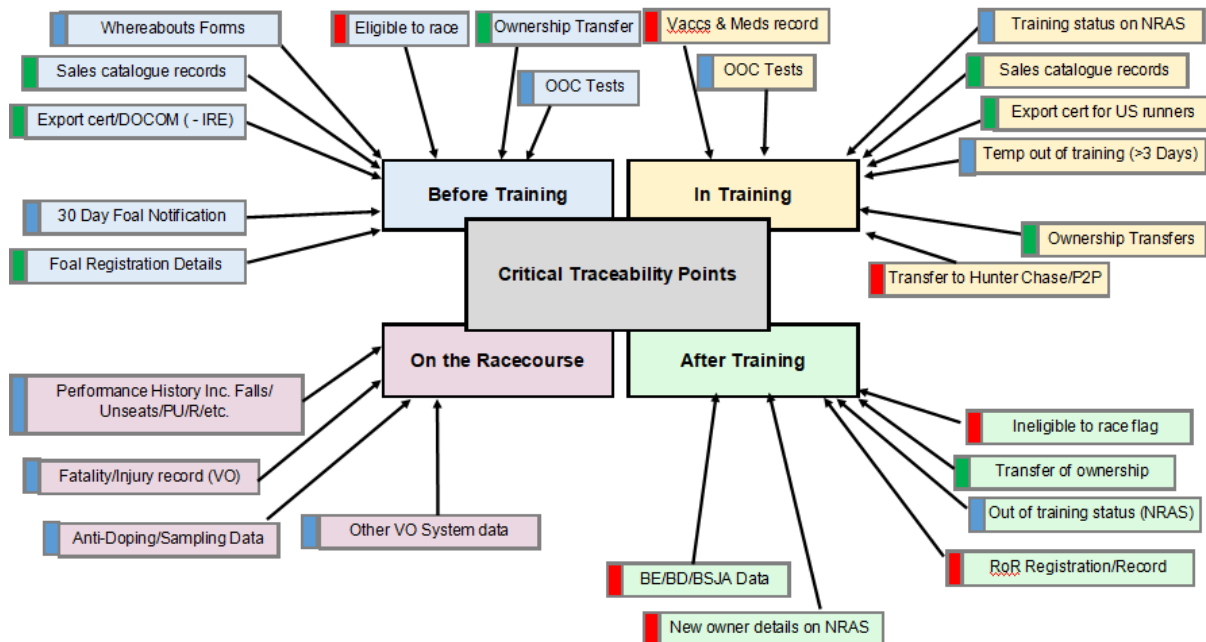 Whereabouts Forms
Eligible to race
Ownership Transfer
Vaccs & Meds record
Training status on NRAS
Sales catalogue records
OOC Tests
OOC Tests
Sales catalogue records
Export cert/DOCOM ( - IRE)
Export cert for US runners
Temp out of training (>3 Days)
Before Training
In Training
30 Day Foal Notification
Ownership Transfers
Foal Registration Details
Transfer to Hunter Chase/P2P
Critical Traceability Points
On the Racecourse
After Training
Performance History Inc. Falls/
Unseats/PU/R/etc.
Ineligible to race flag
Fatality/Injury record (VO)
Transfer of ownership
Out of training status (NRAS)
Anti-Doping/Sampling Data
Other VO System data
RoR Registration/Record
BE/BD/BSJA Data
New owner details on NRAS